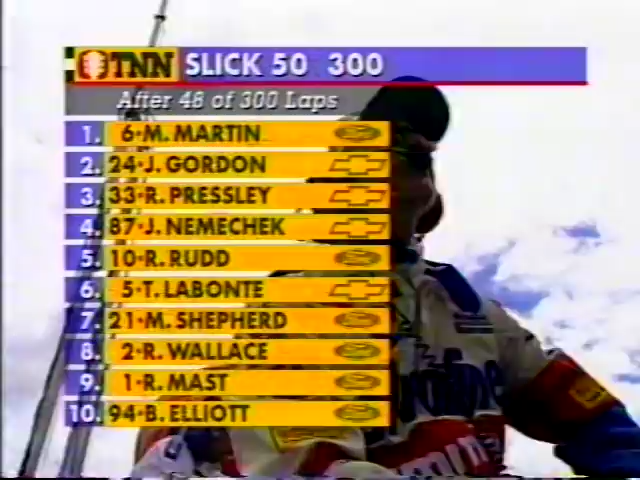 TNN SLICK 50 300
After 48 of 300 Laps
1. 6·M. MARTIN
2. 24·J. GORDON
3. 33·R. PRESSLEY
4. 87·J. NEMECHEK
5. 10·R. RUDD
6. 5·T. LABONTE
7. 21·M. SHEPHERD
8. 2·R. WALLACE
9. 1·R. MAST
10. 94·B. ELLIOTT